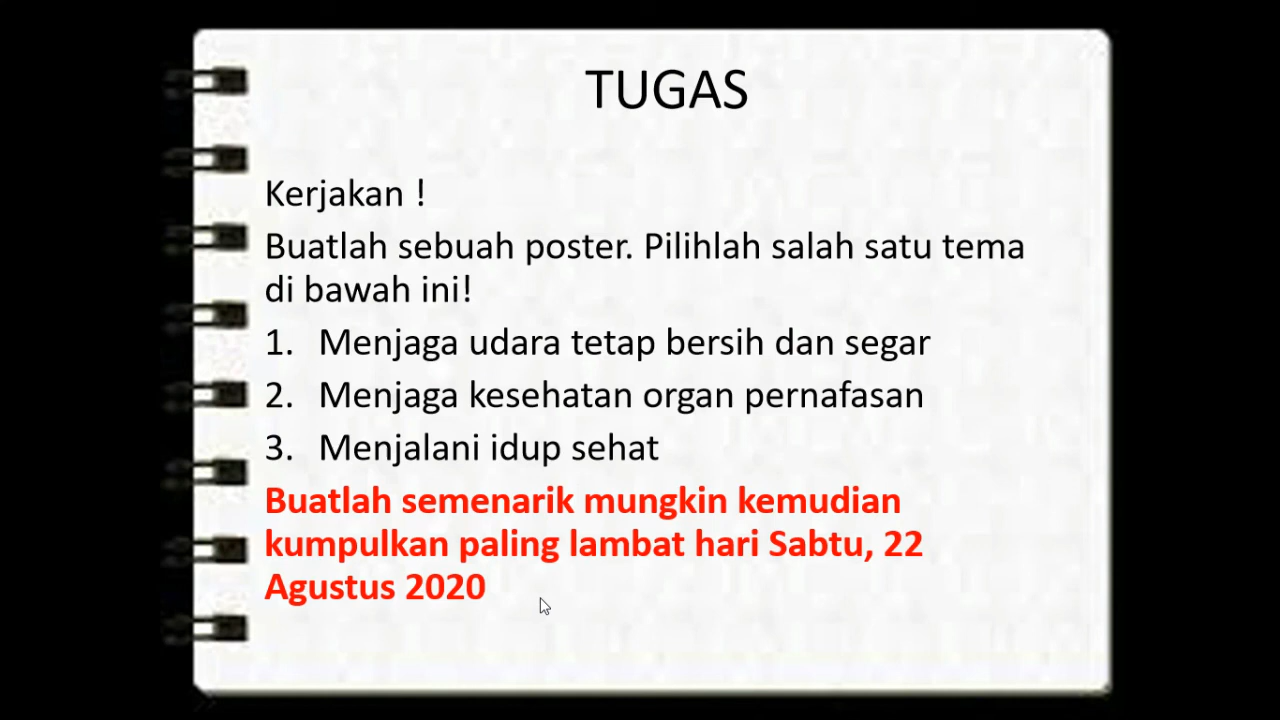 TUGAS
Kerjakan !
Buatlah sebuah poster. Pilihlah salah satu tema
di bawah ini!
1. Menjaga udara tetap bersih dan segar
2. Menjaga kesehatan organ pernafasan
3. Menjalani idup sehat
Buatlah semenarik mungkin kemudian
kumpulkan paling lambat hari Sabtu, 22
Agustus 2020